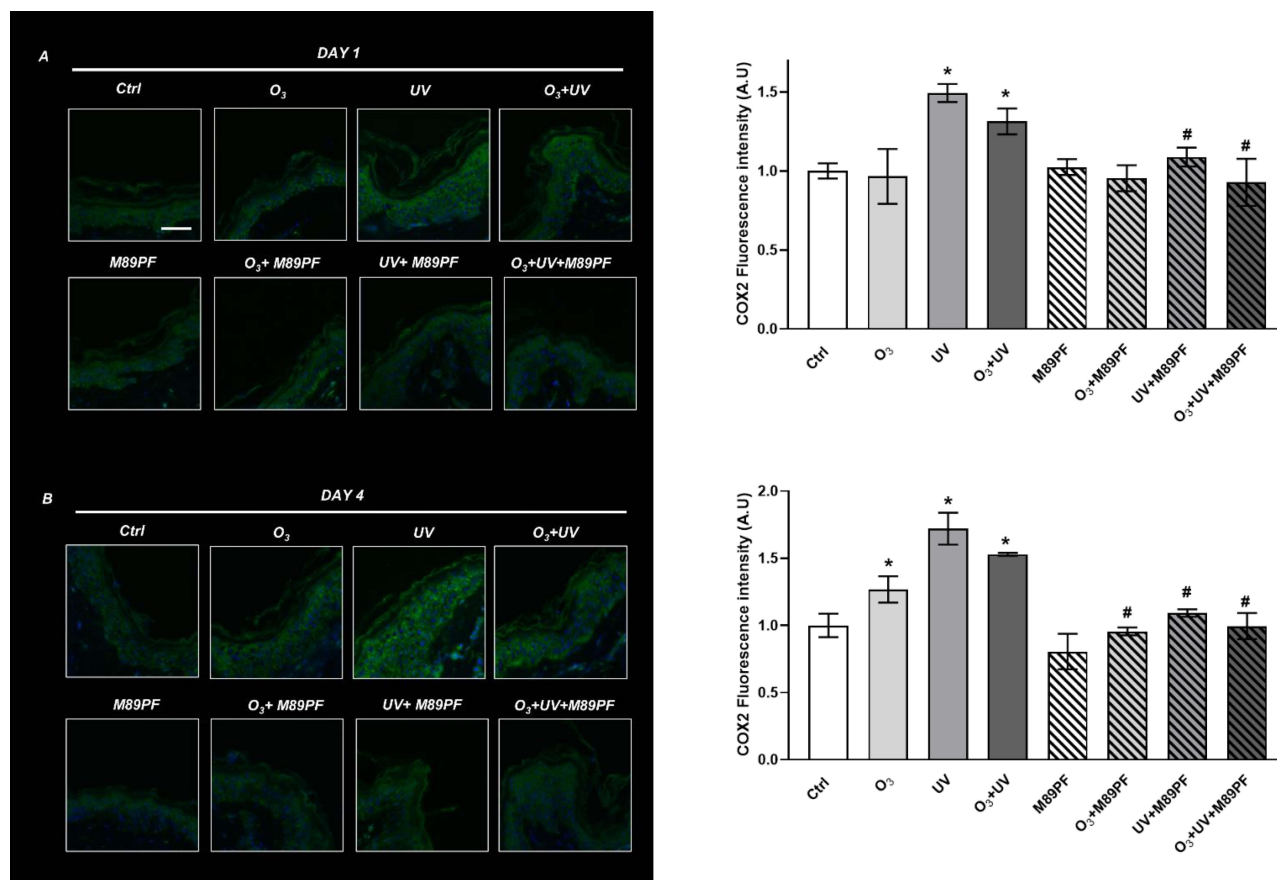 A
DAY 1
Ctrl O₃ UV O₃+UV
M89PF O₃+ M89PF UV+ M89PF O₃+UV+M89PF
COX2 Fluorescence intensity (A.U)
1.5
1.0
0.5
0.0
* * # #
Ctrl O₃ UV O₃+UV M89PF O₃+M89PF UV+M89PF O₃+UV+M89PF
B
DAY 4
Ctrl O₃ UV O₃+UV
M89PF O₃+ M89PF UV+ M89PF O₃+UV+M89PF
COX2 Fluorescence intensity (A.U)
2.0
1.5
1.0
0.5
0.0
* * * # # #
Ctrl O₃ UV O₃+UV M89PF O₃+M89PF UV+M89PF O₃+UV+M89PF